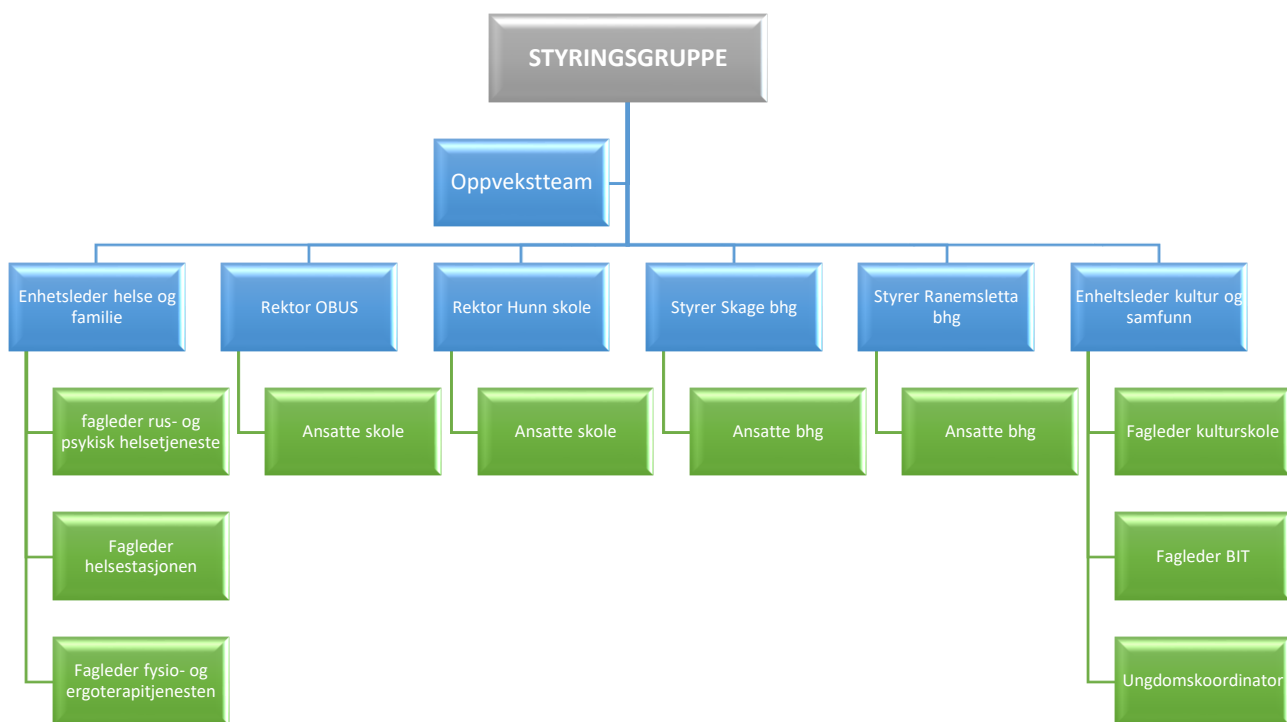 STYRINGSGRUPPE
Oppvekstteam
Enhetsleder helse og
familie
Rektor OBUS
Rektor Hunn skole
Styrer Skage bhg
Styrer Ranemsletta
bhg
Enheltsleder kultur og
samfunn
fagleder rus- og
psykisk helsetjeneste
Ansatte skole
Ansatte skole
Ansatte bhg
Ansatte bhg
Fagleder kulturskole
Fagleder
helsestasjonen
Fagleder BIT
Fagleder fysio- og
ergoterapitjenesten
Ungdomskoordinator